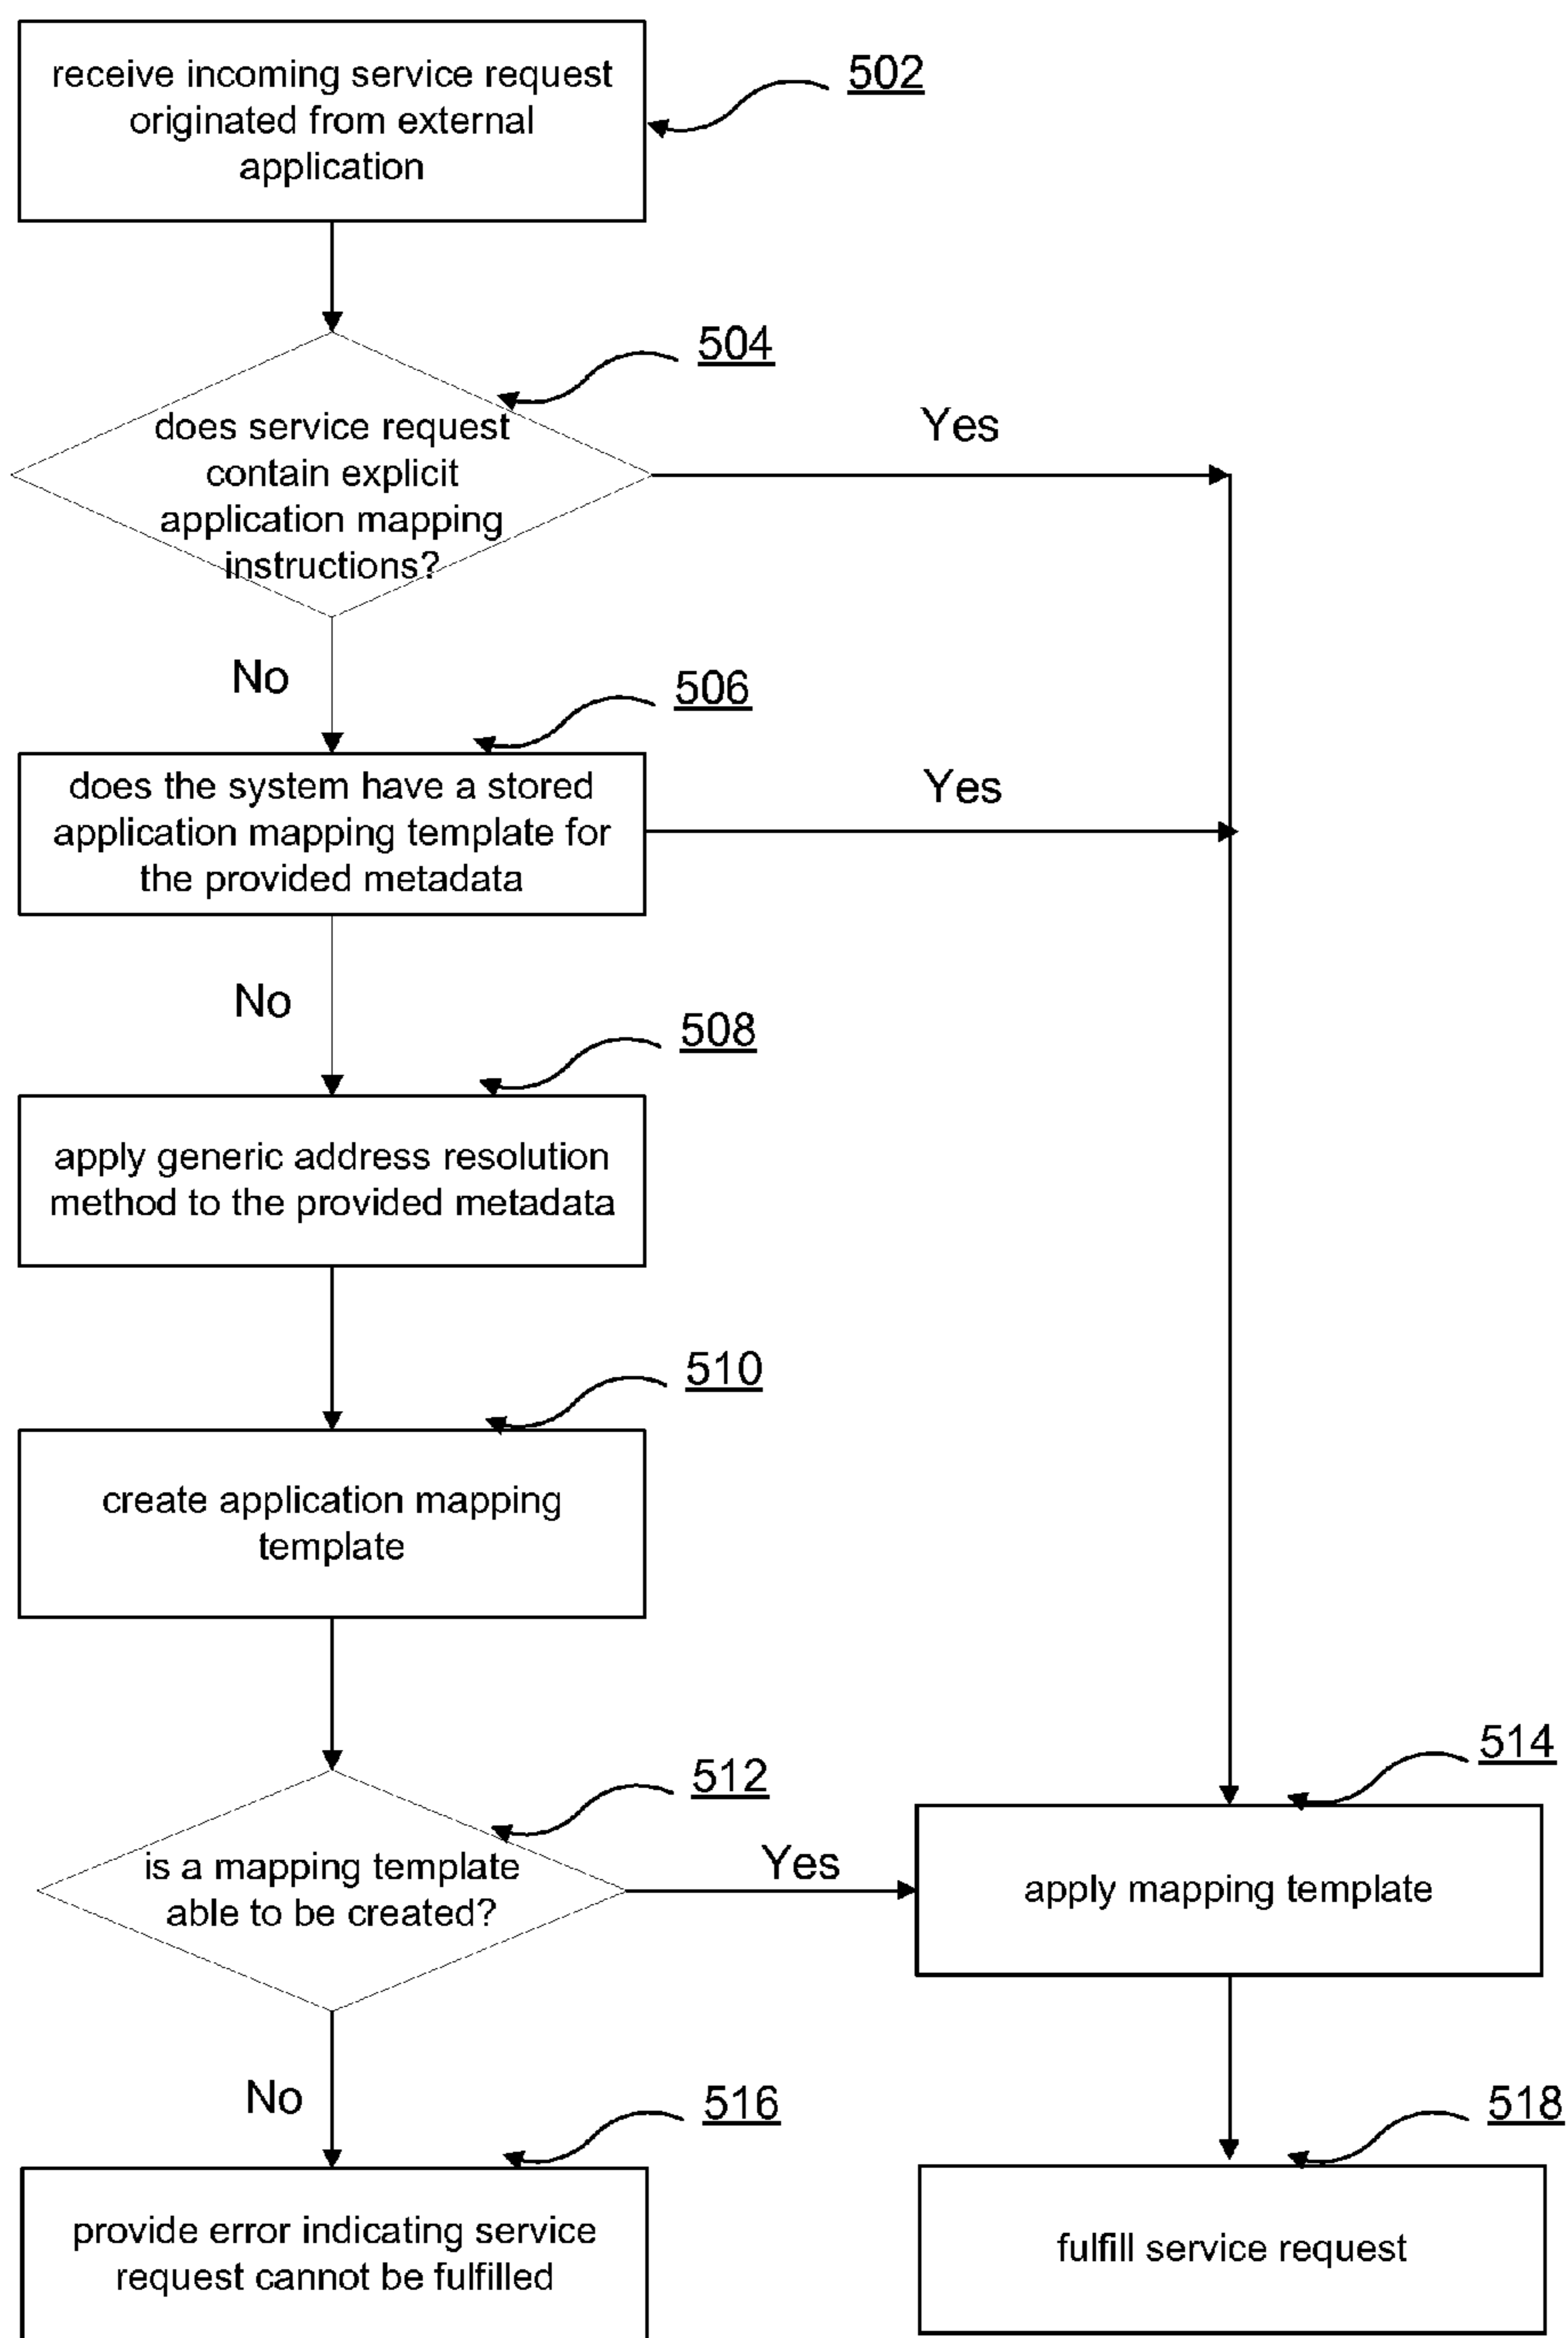 receive incoming service request
originated from external
application
502
504
does service request
contain explicit
application mapping
instructions?
Yes
No
506
does the system have a stored
application mapping template for
the provided metadata
Yes
No
508
apply generic address resolution
method to the provided metadata
510
create application mapping
template
512
is a mapping template
able to be created?
Yes
514
apply mapping template
No
516
provide error indicating service
request cannot be fulfilled
518
fulfill service request